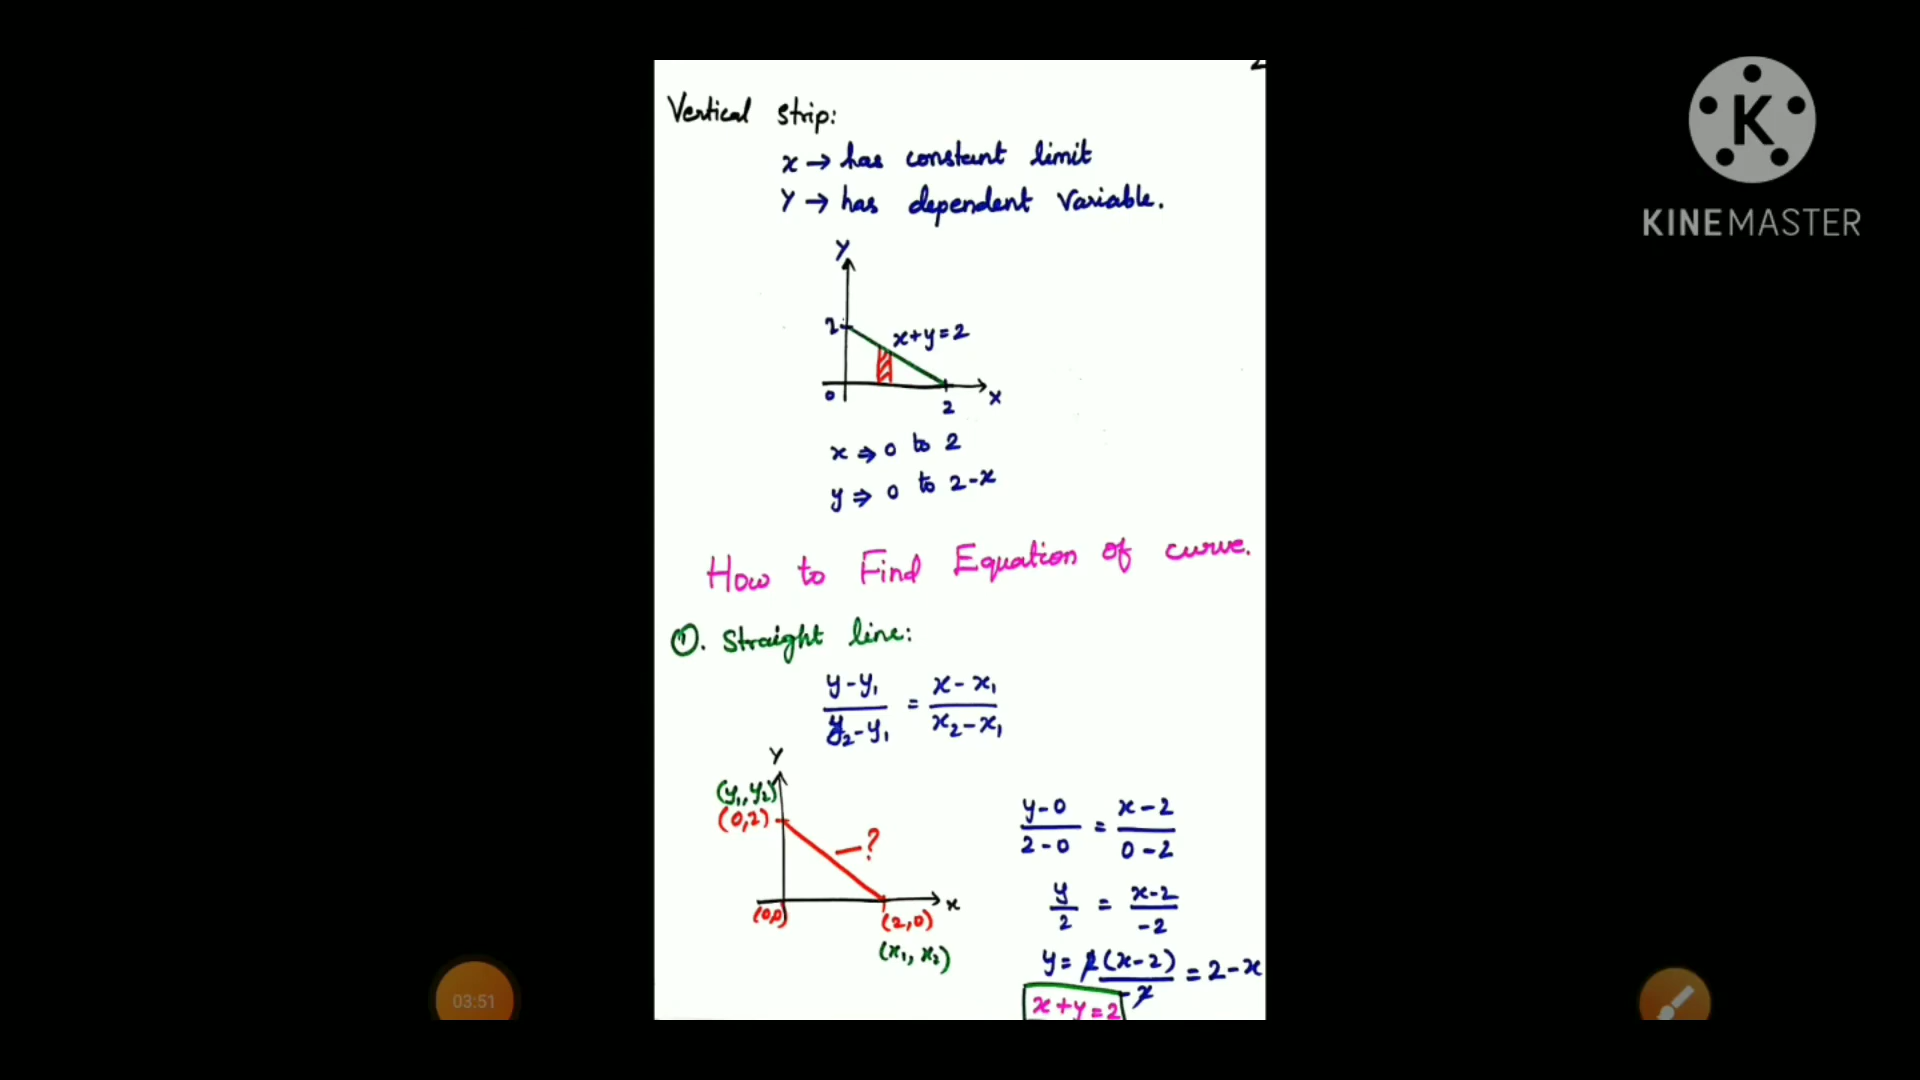 Vertical strip:
x → has constant limit
Y → has dependent variable.
Y
2
x+y=2
0
2
x
x ⇒ 0 to 2
y ⇒ 0 to 2-x
How to Find Equation of curve.
①. Straight line:
y-y₁/y₂-y₁ = x-x₁/x₂-x₁
Y
(y₁,y₂)
(0,2)
?
(0,0)
x
(2,0)
(x₁,x₂)
y-0/2-0 = x-2/0-2
y/2 = x-2/-2
y= 2(x-2)/-2 = 2-x
x+y=2
K
KINEMASTER
03:51